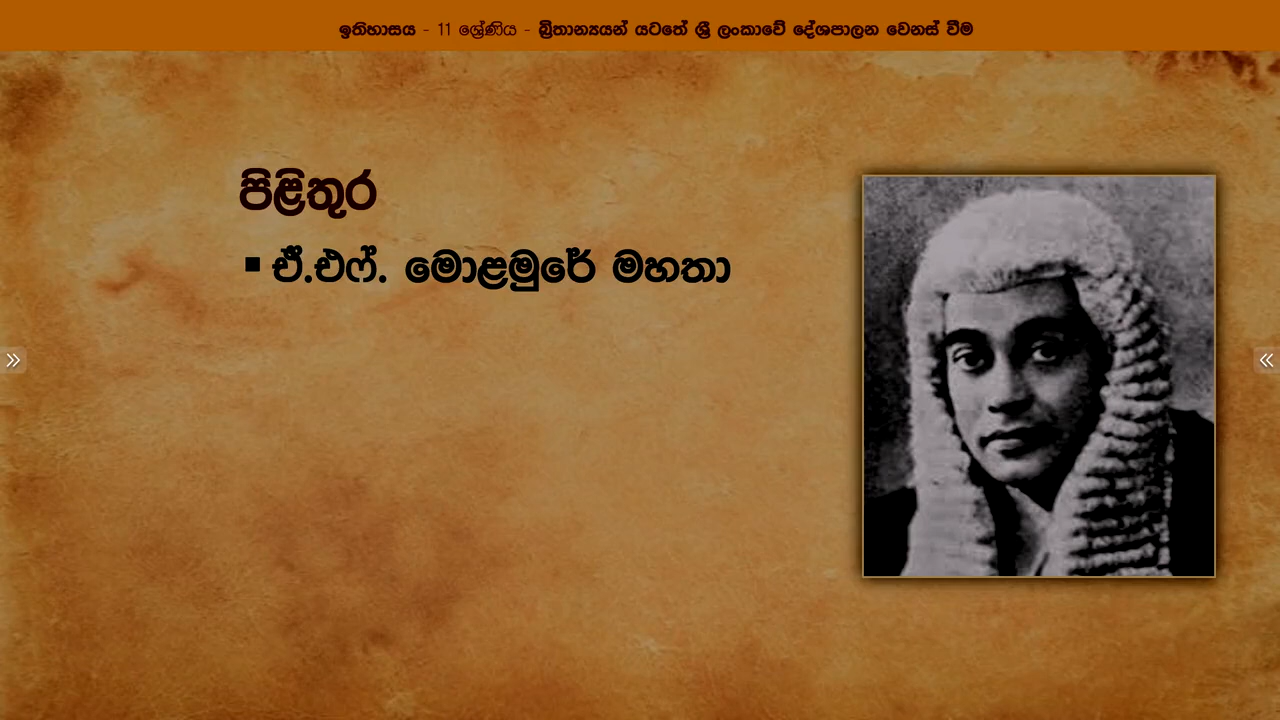 ඉතිහාසය - 11 ශ්‍රේණිය - බ්‍රිතාන්‍යයන් යටතේ ශ්‍රී ලංකාවේ දේශපාලන වෙනස් වීම
පිළිතුර
▪ ඒ.එෆ්. මොළමුරේ මහතා